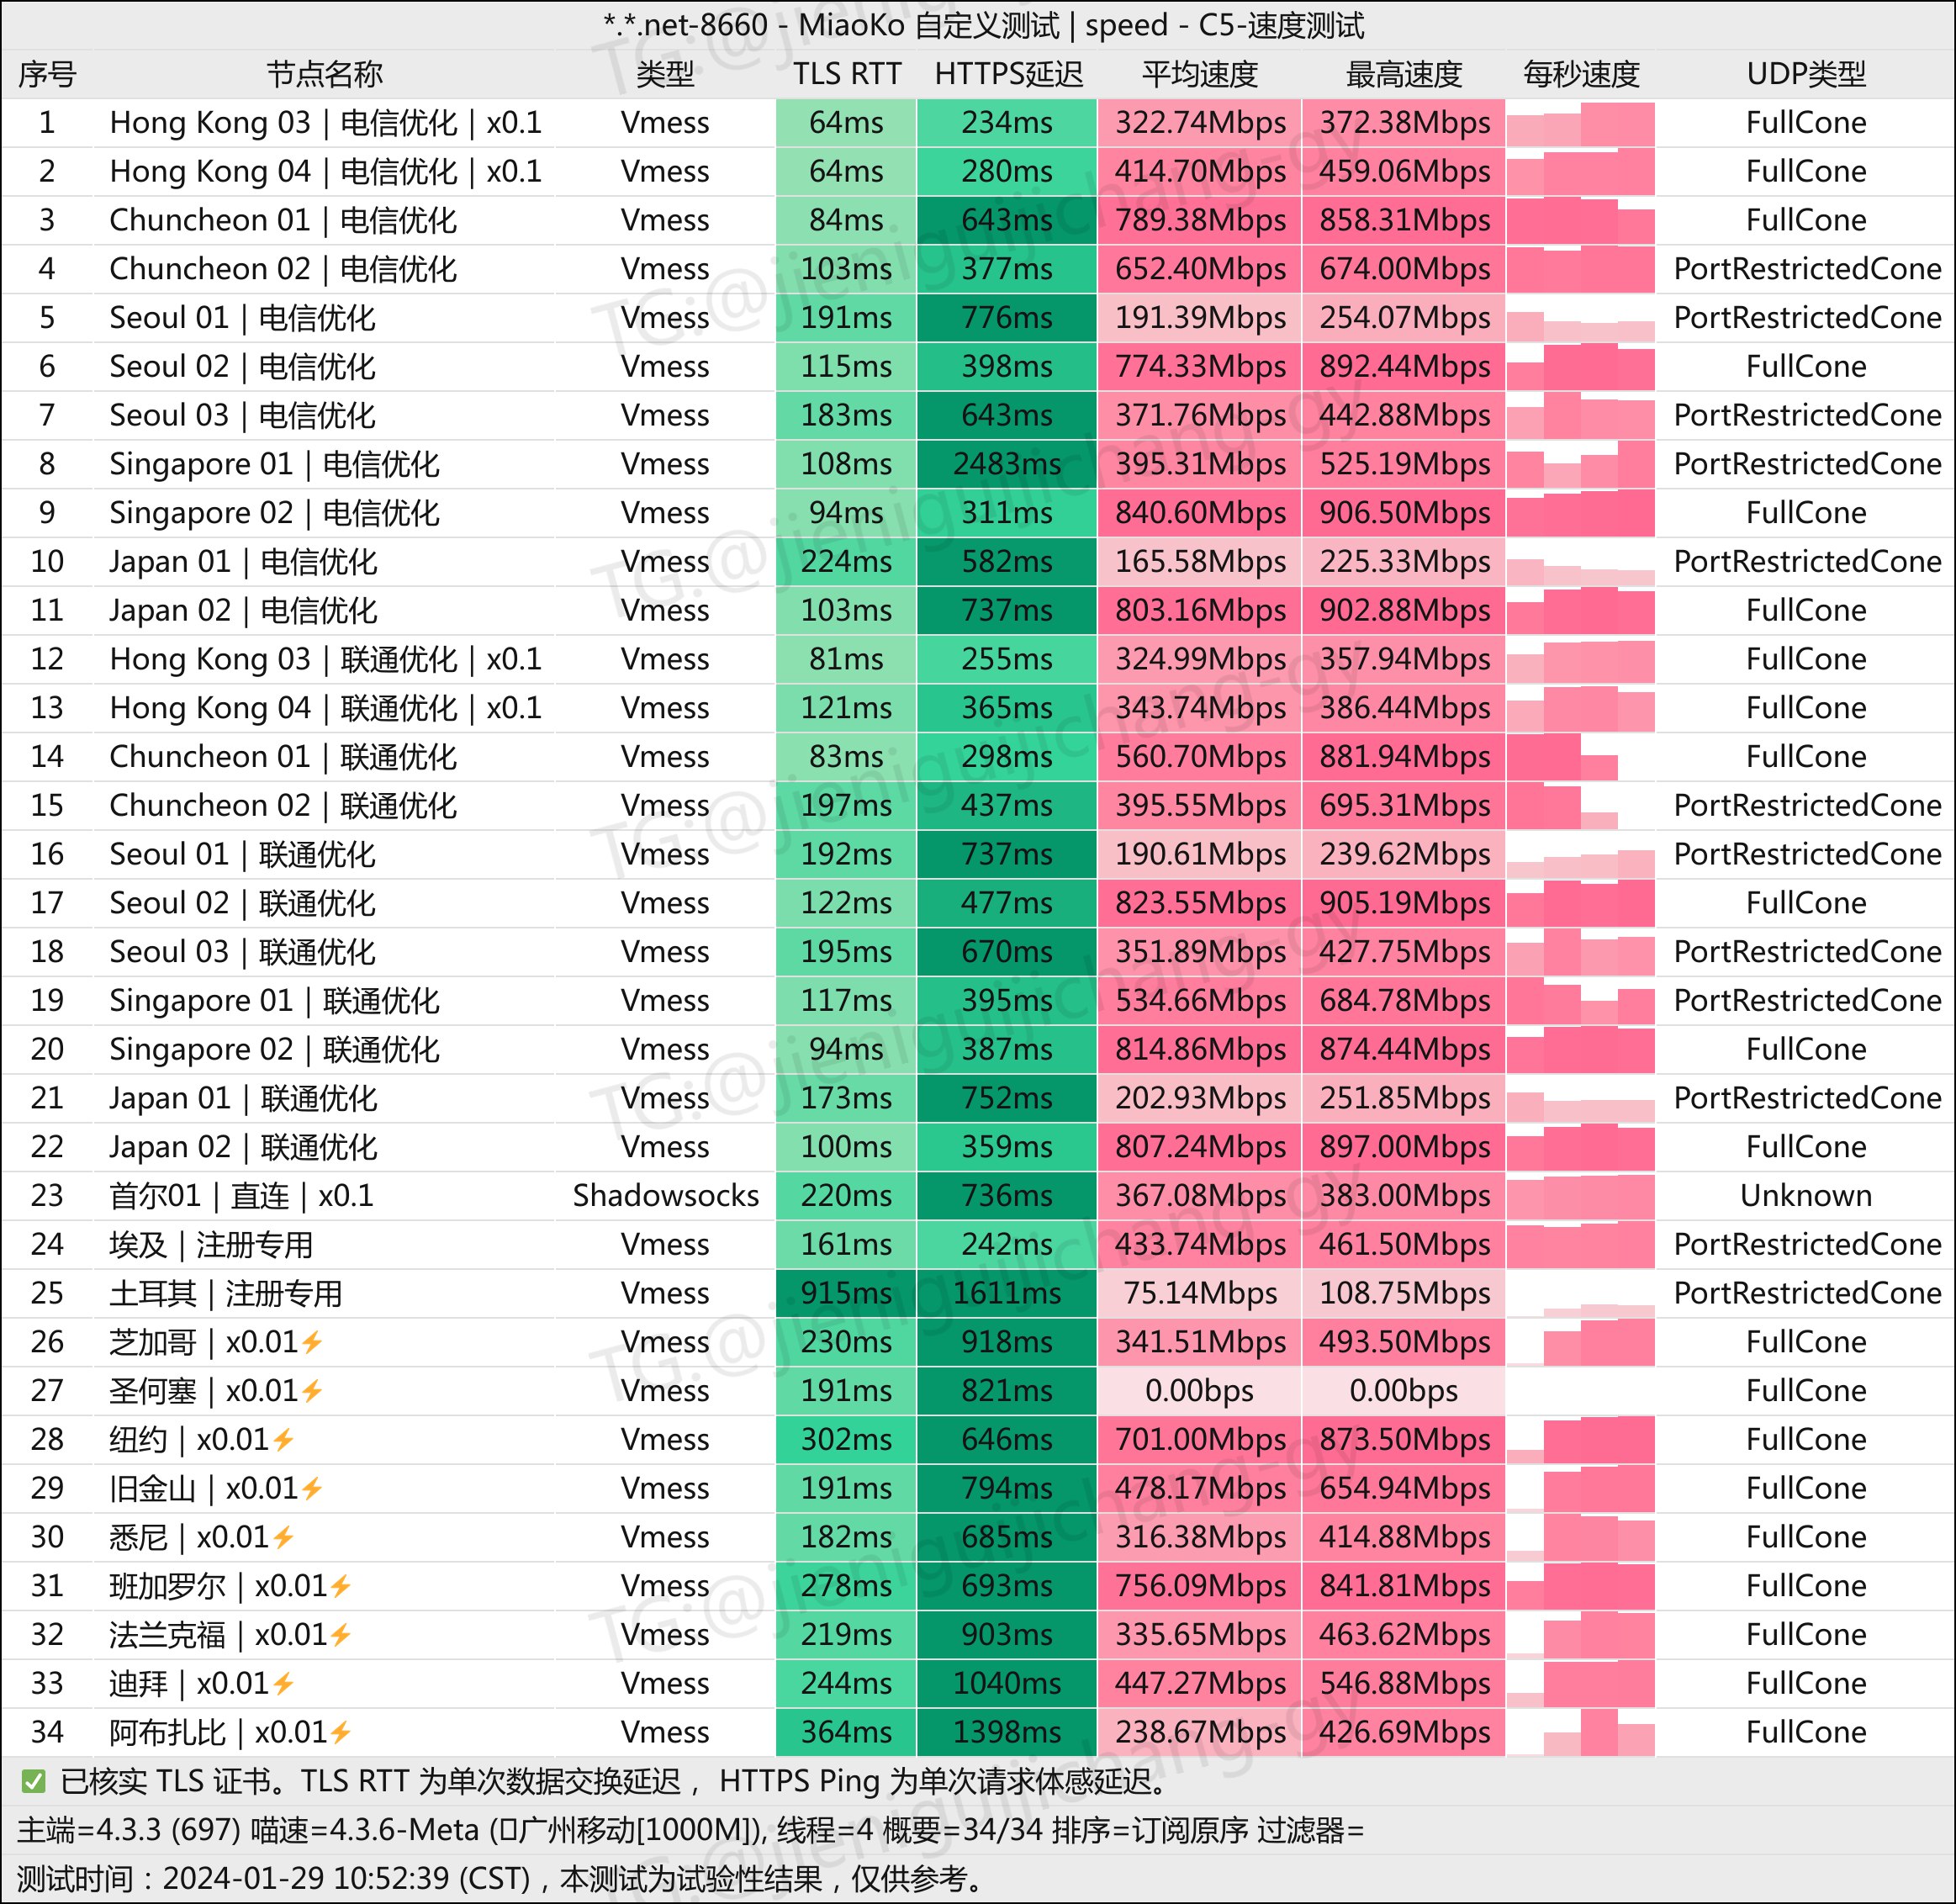 *.*.net-8660 - MiaoKo 自定义测试 | speed - C5-速度测试
序号 节点名称 类型 TLS RTT HTTPS延迟 平均速度 最高速度 每秒速度 UDP类型
1 Hong Kong 03 | 电信优化 | x0.1 Vmess 64ms 234ms 322.74Mbps 372.38Mbps FullCone
2 Hong Kong 04 | 电信优化 | x0.1 Vmess 64ms 280ms 414.70Mbps 459.06Mbps FullCone
3 Chuncheon 01 | 电信优化 Vmess 84ms 643ms 789.38Mbps 858.31Mbps FullCone
4 Chuncheon 02 | 电信优化 Vmess 103ms 377ms 652.40Mbps 674.00Mbps PortRestrictedCone
5 Seoul 01 | 电信优化 Vmess 191ms 776ms 191.39Mbps 254.07Mbps PortRestrictedCone
6 Seoul 02 | 电信优化 Vmess 115ms 398ms 774.33Mbps 892.44Mbps FullCone
7 Seoul 03 | 电信优化 Vmess 183ms 643ms 371.76Mbps 442.88Mbps PortRestrictedCone
8 Singapore 01 | 电信优化 Vmess 108ms 2483ms 395.31Mbps 525.19Mbps PortRestrictedCone
9 Singapore 02 | 电信优化 Vmess 94ms 311ms 840.60Mbps 906.50Mbps FullCone
10 Japan 01 | 电信优化 Vmess 224ms 582ms 165.58Mbps 225.33Mbps PortRestrictedCone
11 Japan 02 | 电信优化 Vmess 103ms 737ms 803.16Mbps 902.88Mbps FullCone
12 Hong Kong 03 | 联通优化 | x0.1 Vmess 81ms 255ms 324.99Mbps 357.94Mbps FullCone
13 Hong Kong 04 | 联通优化 | x0.1 Vmess 121ms 365ms 343.74Mbps 386.44Mbps FullCone
14 Chuncheon 01 | 联通优化 Vmess 83ms 298ms 560.70Mbps 881.94Mbps FullCone
15 Chuncheon 02 | 联通优化 Vmess 197ms 437ms 395.55Mbps 695.31Mbps PortRestrictedCone
16 Seoul 01 | 联通优化 Vmess 192ms 737ms 190.61Mbps 239.62Mbps PortRestrictedCone
17 Seoul 02 | 联通优化 Vmess 122ms 477ms 823.55Mbps 905.19Mbps FullCone
18 Seoul 03 | 联通优化 Vmess 195ms 670ms 351.89Mbps 427.75Mbps PortRestrictedCone
19 Singapore 01 | 联通优化 Vmess 117ms 395ms 534.66Mbps 684.78Mbps PortRestrictedCone
20 Singapore 02 | 联通优化 Vmess 94ms 387ms 814.86Mbps 874.44Mbps FullCone
21 Japan 01 | 联通优化 Vmess 173ms 752ms 202.93Mbps 251.85Mbps PortRestrictedCone
22 Japan 02 | 联通优化 Vmess 100ms 359ms 807.24Mbps 897.00Mbps FullCone
23 首尔01 | 直连 | x0.1 Shadowsocks 220ms 736ms 367.08Mbps 383.00Mbps Unknown
24 埃及 | 注册专用 Vmess 161ms 242ms 433.74Mbps 461.50Mbps PortRestrictedCone
25 土耳其 | 注册专用 Vmess 915ms 1611ms 75.14Mbps 108.75Mbps PortRestrictedCone
26 芝加哥 | x0.01⚡ Vmess 230ms 918ms 341.51Mbps 493.50Mbps FullCone
27 圣何塞 | x0.01⚡ Vmess 191ms 821ms 0.00bps 0.00bps FullCone
28 纽约 | x0.01⚡ Vmess 302ms 646ms 701.00Mbps 873.50Mbps FullCone
29 旧金山 | x0.01⚡ Vmess 191ms 794ms 478.17Mbps 654.94Mbps FullCone
30 悉尼 | x0.01⚡ Vmess 182ms 685ms 316.38Mbps 414.88Mbps FullCone
31 班加罗尔 | x0.01⚡ Vmess 278ms 693ms 756.09Mbps 841.81Mbps FullCone
32 法兰克福 | x0.01⚡ Vmess 219ms 903ms 335.65Mbps 463.62Mbps FullCone
33 迪拜 | x0.01⚡ Vmess 244ms 1040ms 447.27Mbps 546.88Mbps FullCone
34 阿布扎比 | x0.01⚡ Vmess 364ms 1398ms 238.67Mbps 426.69Mbps FullCone
✅ 已核实 TLS 证书。TLS RTT 为单次数据交换延迟， HTTPS Ping 为单次请求体感延迟。
主端=4.3.3 (697) 喵速=4.3.6-Meta (▯广州移动[1000M]), 线程=4 概要=34/34 排序=订阅原序 过滤器=
测试时间：2024-01-29 10:52:39 (CST)，本测试为试验性结果，仅供参考。
TG:@jieniguijichang-gy